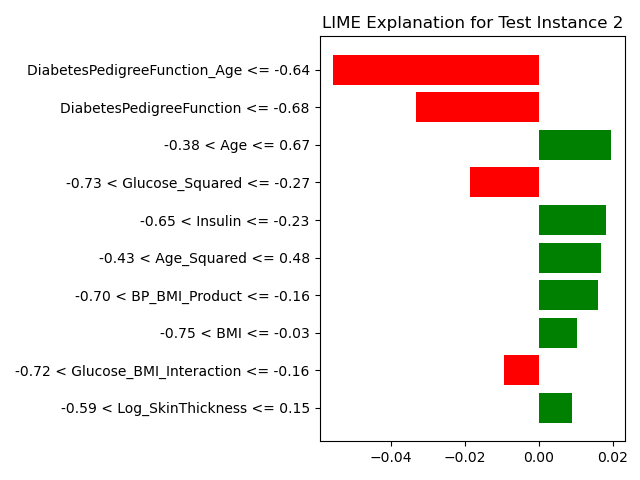 LIME Explanation for Test Instance 2
DiabetesPedigreeFunction_Age <= -0.64
DiabetesPedigreeFunction <= -0.68
-0.38 < Age <= 0.67
-0.73 < Glucose_Squared <= -0.27
-0.65 < Insulin <= -0.23
-0.43 < Age_Squared <= 0.48
-0.70 < BP_BMI_Product <= -0.16
-0.75 < BMI <= -0.03
-0.72 < Glucose_BMI_Interaction <= -0.16
-0.59 < Log_SkinThickness <= 0.15
−0.04 −0.02 0.00 0.02